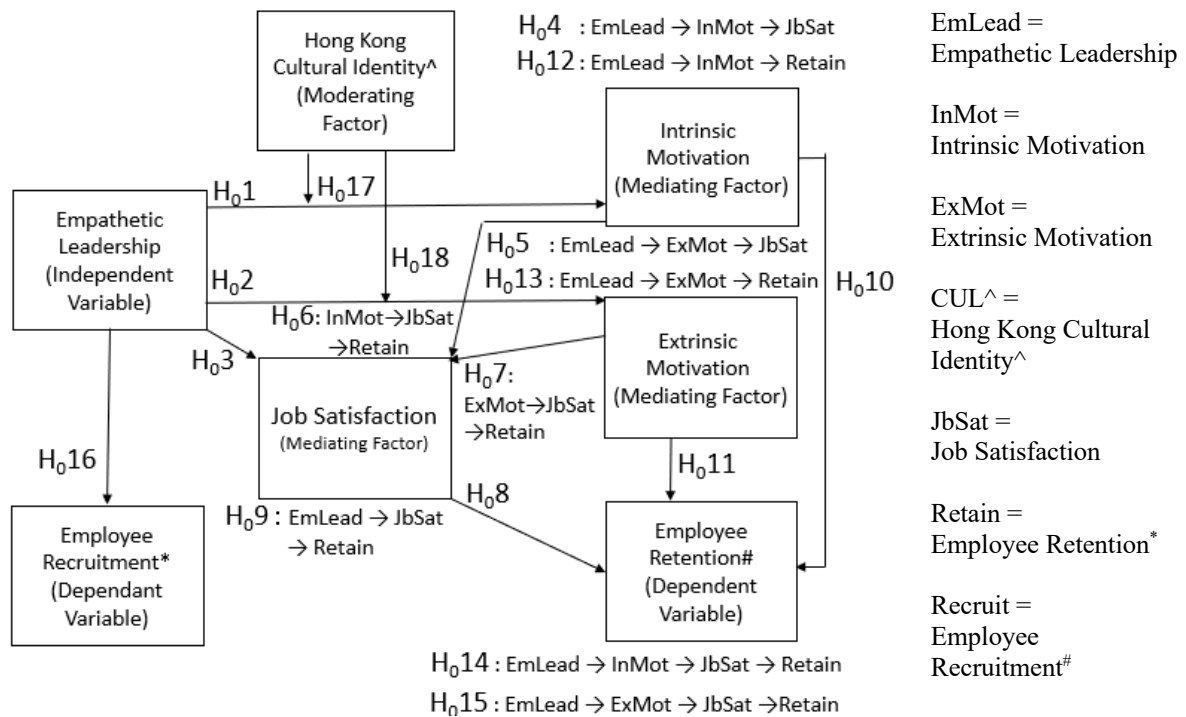 H₀4 : EmLead → InMot → JbSat
H₀12 : EmLead → InMot → Retain
Hong Kong
Cultural Identity^
(Moderating
Factor)
Intrinsic
Motivation
(Mediating Factor)
H₀17
H₀1
Empathetic
Leadership
(Independent
Variable)
H₀5 : EmLead → ExMot → JbSat
H₀18
H₀13 : EmLead → ExMot → Retain
H₀10
H₀2
H₀6: InMot→JbSat
→Retain
H₀3
Extrinsic
Motivation
(Mediating Factor)
H₀7:
ExMot→JbSat
→Retain
Job Satisfaction
(Mediating Factor)
H₀16
H₀11
H₀8
H₀9 : EmLead → JbSat
→ Retain
Employee
Recruitment*
(Dependant
Variable)
Employee
Retention#
(Dependent
Variable)
H₀14 : EmLead → InMot → JbSat → Retain
H₀15 : EmLead → ExMot → JbSat → Retain
EmLead =
Empathetic Leadership
InMot =
Intrinsic Motivation
ExMot =
Extrinsic Motivation
CUL^ =
Hong Kong Cultural
Identity^
JbSat =
Job Satisfaction
Retain =
Employee Retention*
Recruit =
Employee
Recruitment#